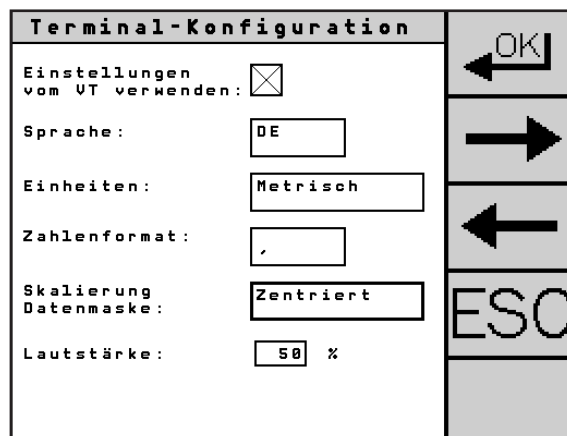 Terminal-Konfiguration
OK
Einstellungen
vom VT verwenden:
Sprache: DE
Einheiten: Metrisch
Zahlenformat: ,
Skalierung
Datenmaske: Zentriert
Lautstärke: 50 %
ESC